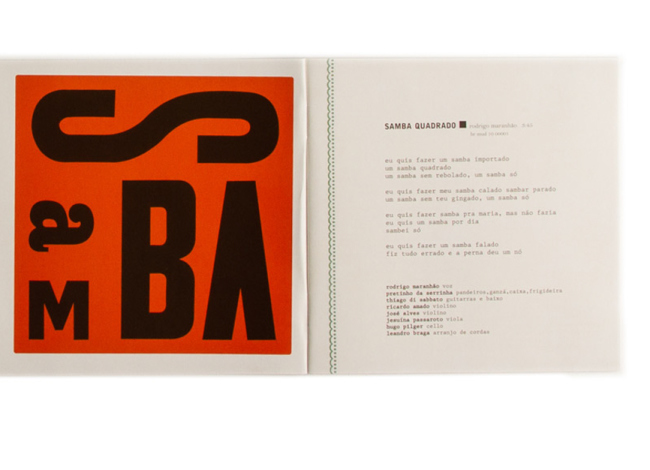 S
a
M
BA
SAMBA QUADRADO ■ rodrigo maranhão
eu quis fazer um samba importado
um samba quadrado
um samba sem rebolado, um samba só
eu quis fazer meu samba calado sambar parado
um samba sem teu gingado, um samba só
eu quis fazer samba pra maria, mas não fazia
eu quis um samba por dia
sambei só
eu quis fazer um samba falado
fiz tudo errado e a perna deu um nó
rodrigo maranhão voz
pretinho da serrinha pandeiros,ganzá,caixa,frigideira
thiago di sabbato guitarras e baixo
ricardo amado violino
josé alves violino
jesuína passaroto viola
hugo pilger cello
leandro braga arranjo de cordas